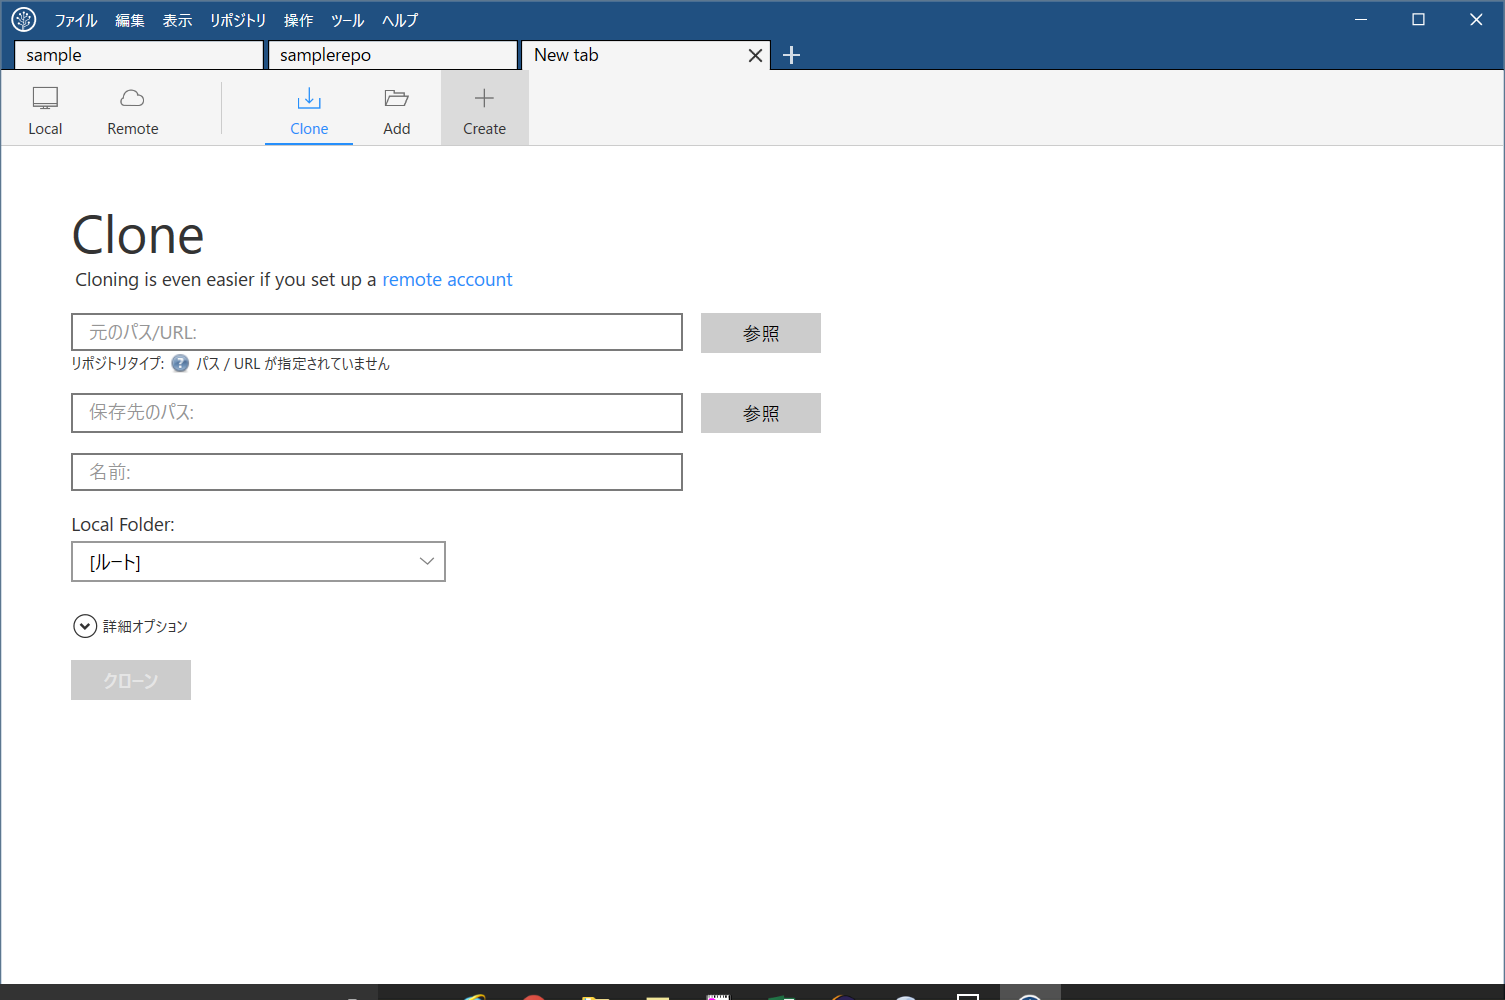 ファイル 編集 表示 リポジトリ 操作 ツール ヘルプ
sample samplerepo New tab
Local Remote Clone Add Create
Clone
Cloning is even easier if you set up a remote account
元のパス/URL: 参照
リポジトリタイプ: ? パス / URL が指定されていません
保存先のパス: 参照
名前:
Local Folder:
[ルート]
詳細オプション
クローン